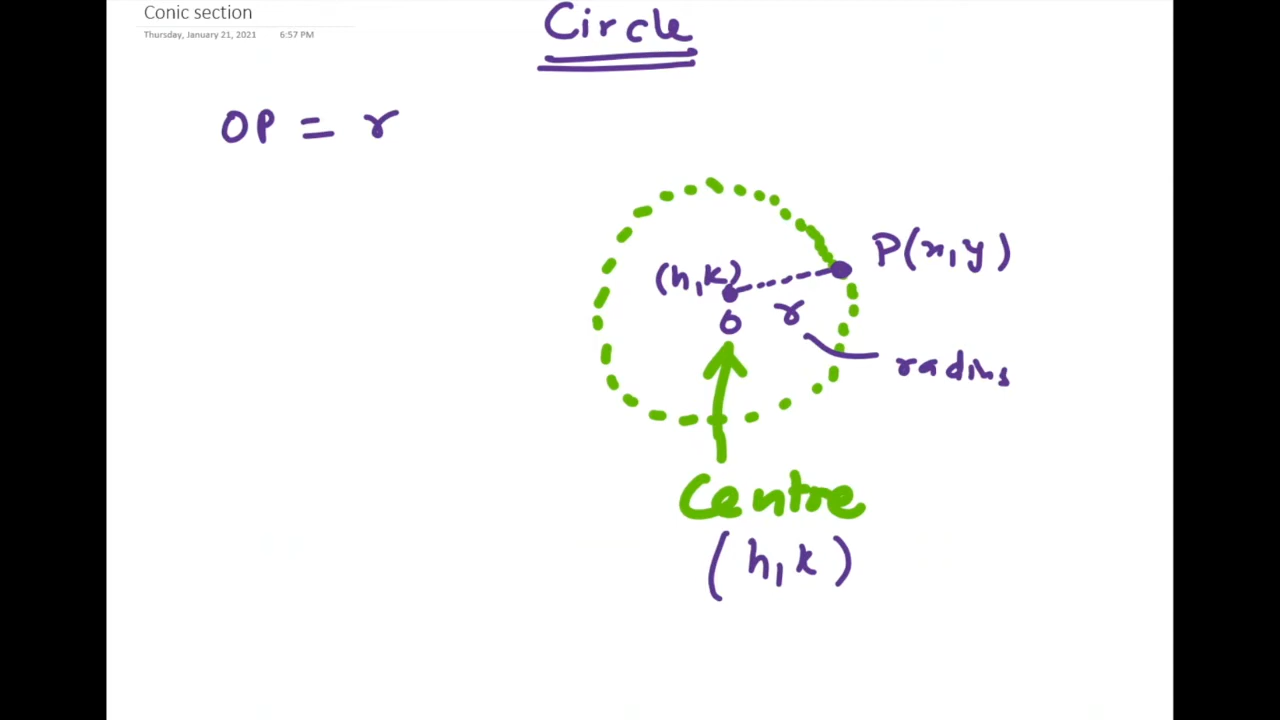 Conic section
Thursday, January 21, 2021 6:57 PM
Circle
OP = r
P(x,y)
(h,k)
O
r
radius
Centre
(h,k)